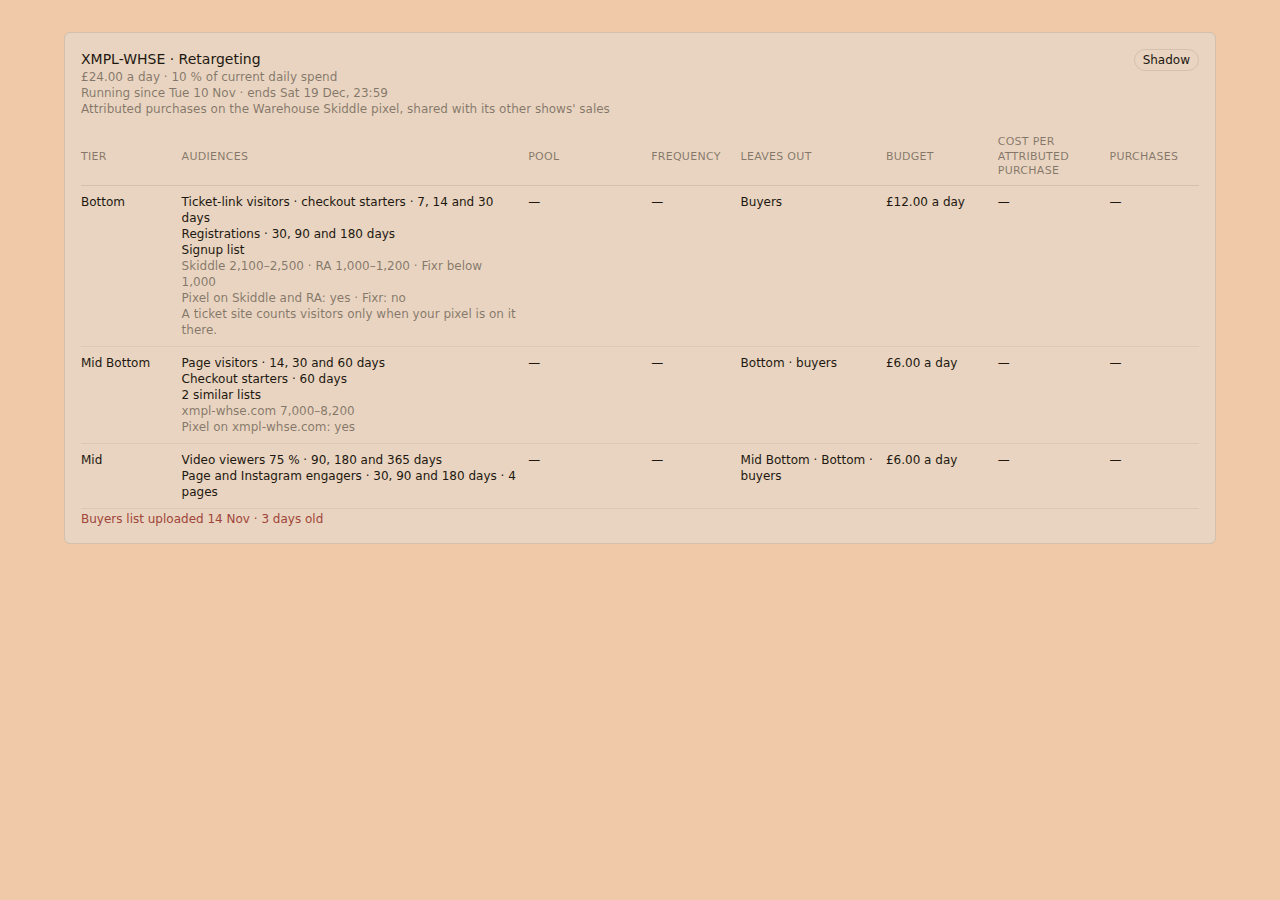 XMPL-WHSE · Retargeting
Shadow
£24.00 a day · 10 % of current daily spend
Running since Tue 10 Nov · ends Sat 19 Dec, 23:59
Attributed purchases on the Warehouse Skiddle pixel, shared with its other shows' sales
TIER
AUDIENCES
POOL
FREQUENCY
LEAVES OUT
BUDGET
COST PER
ATTRIBUTED
PURCHASE
PURCHASES
Bottom
Ticket-link visitors · checkout starters · 7, 14 and 30
days
Registrations · 30, 90 and 180 days
Signup list
Skiddle 2,100–2,500 · RA 1,000–1,200 · Fixr below
1,000
Pixel on Skiddle and RA: yes · Fixr: no
A ticket site counts visitors only when your pixel is on it
there.
—
—
Buyers
£12.00 a day
—
—
Mid Bottom
Page visitors · 14, 30 and 60 days
Checkout starters · 60 days
2 similar lists
xmpl-whse.com 7,000–8,200
Pixel on xmpl-whse.com: yes
—
—
Bottom · buyers
£6.00 a day
—
—
Mid
Video viewers 75 % · 90, 180 and 365 days
Page and Instagram engagers · 30, 90 and 180 days · 4
pages
—
—
Mid Bottom · Bottom ·
buyers
£6.00 a day
—
—
Buyers list uploaded 14 Nov · 3 days old